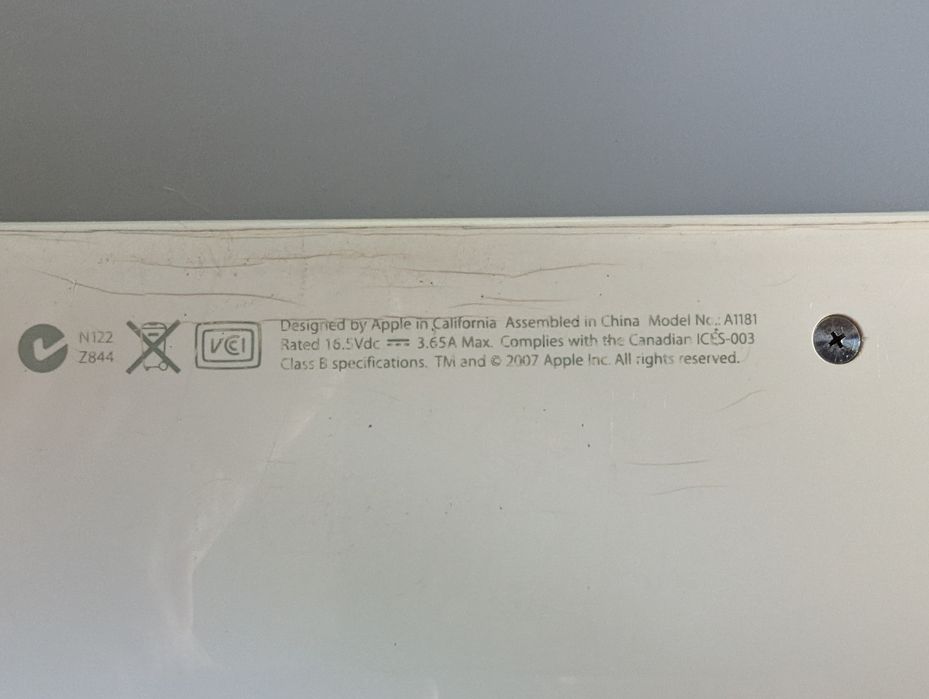 N122
Z844
VCI
Designed by Apple in California Assembled in China Model No.: A1181
Rated 16.5Vdc ⎓ 3.65A Max. Complies with the Canadian ICES-003
Class B specifications. TM and © 2007 Apple Inc. All rights reserved.